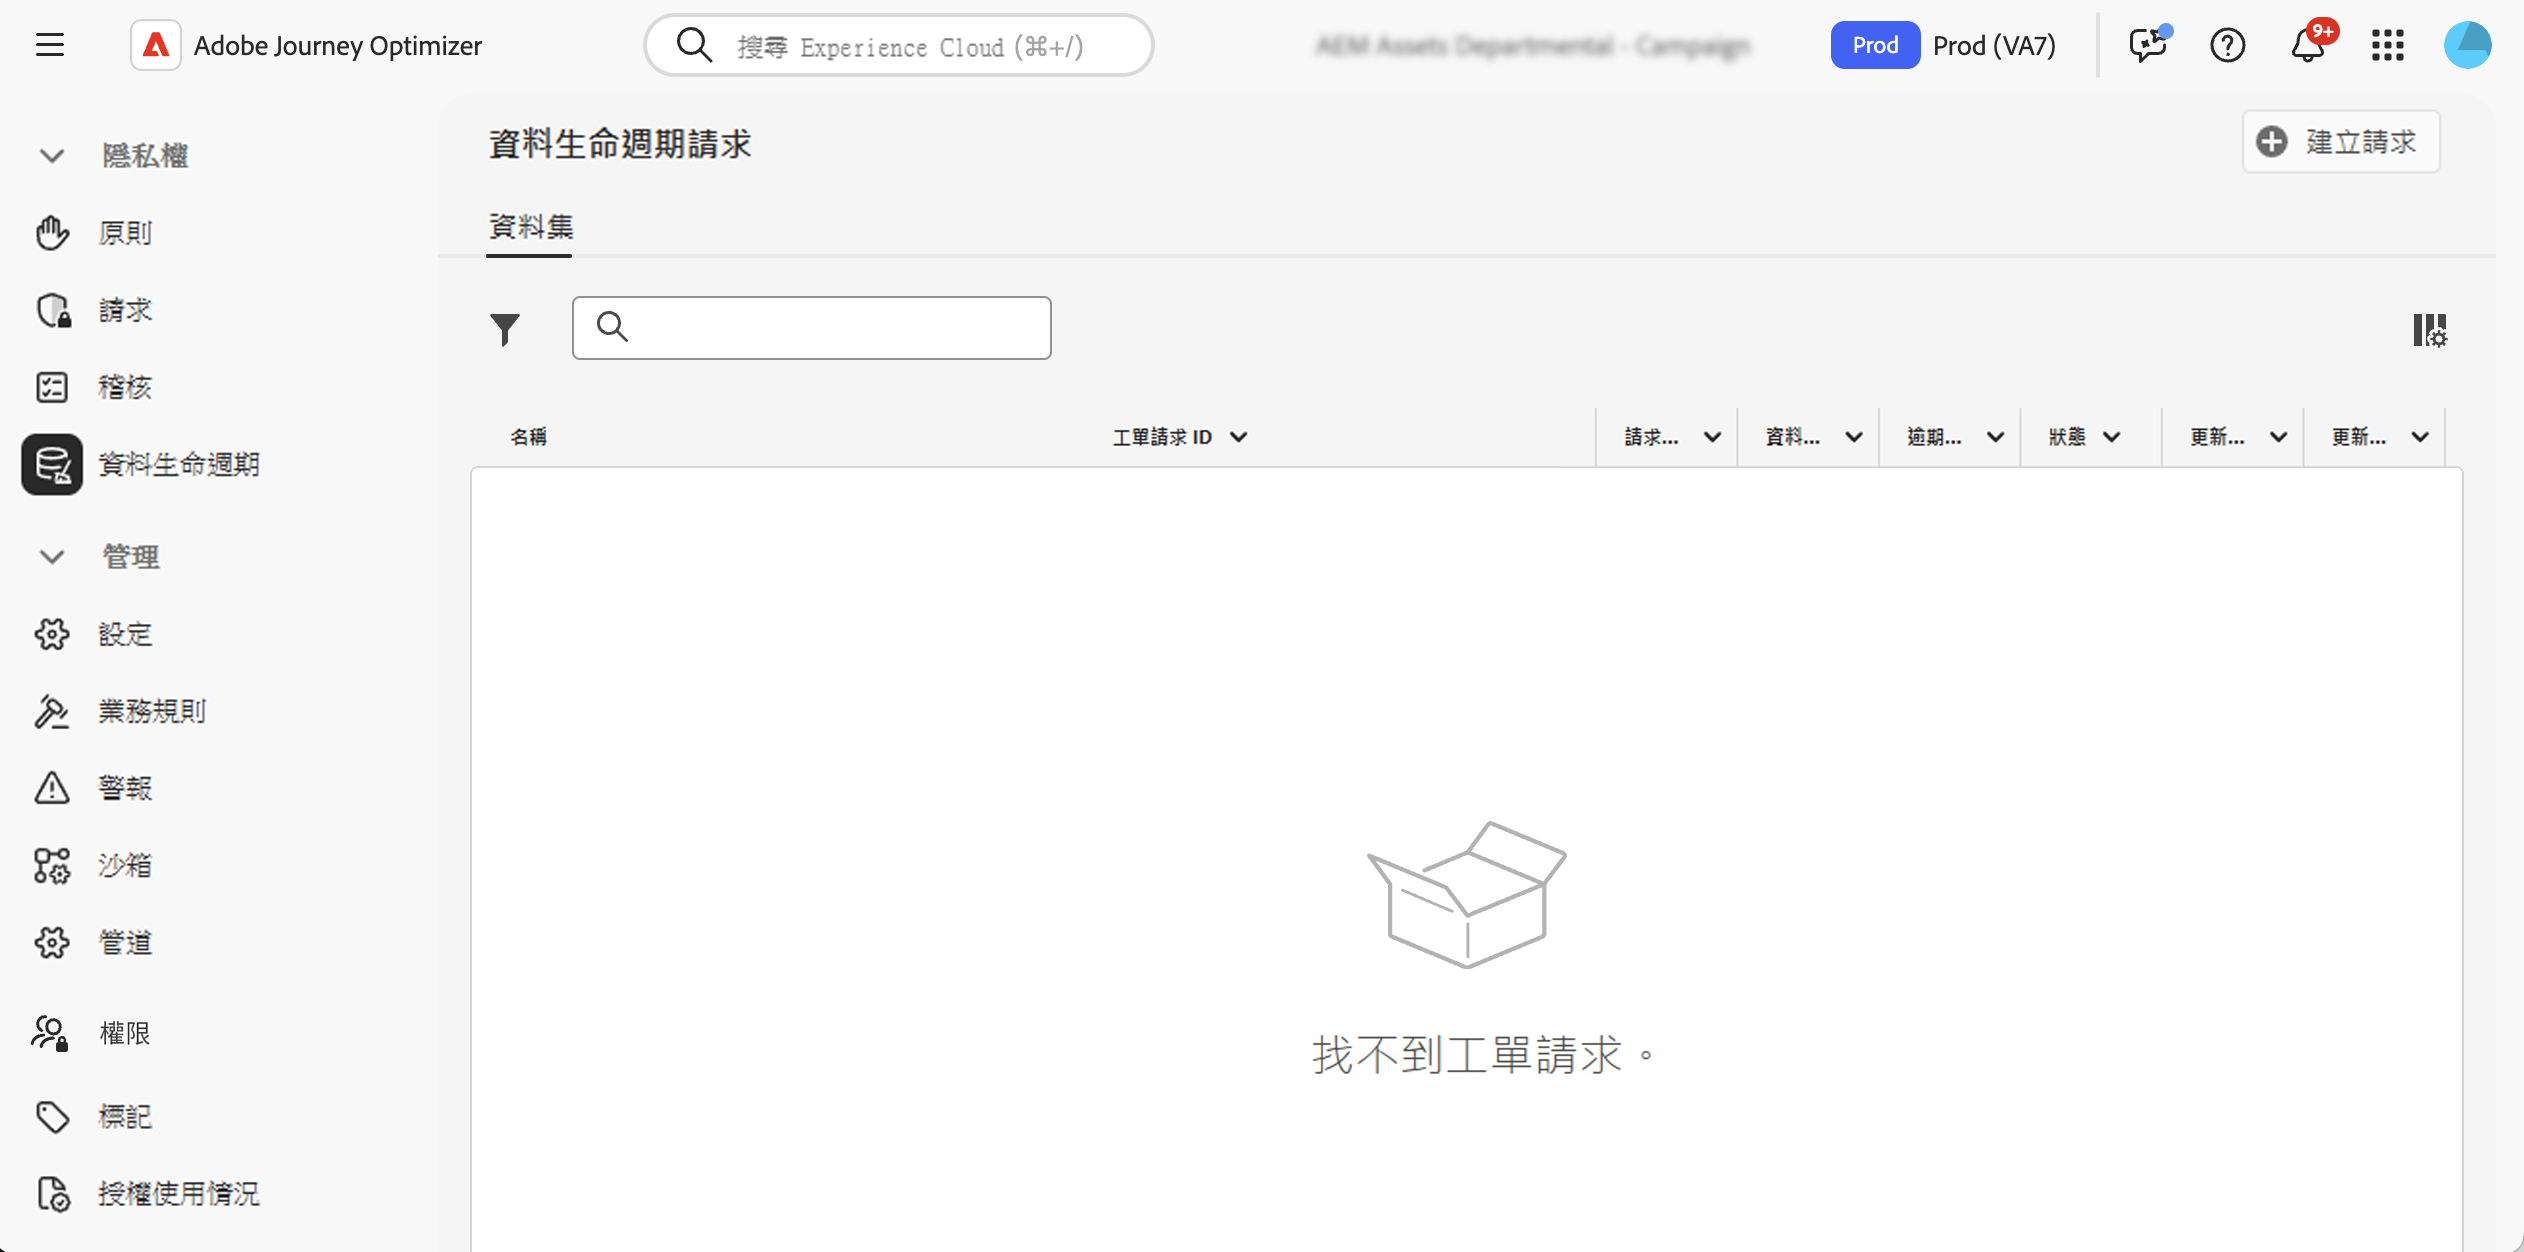 Adobe Journey Optimizer
搜尋 Experience Cloud (⌘+/)
AEM Assets Departmental - Campaign
Prod
Prod (VA7)
9+
隱私權
原則
請求
稽核
資料生命週期
管理
設定
業務規則
警報
沙箱
管道
權限
標記
授權使用情況
資料生命週期請求
建立請求
資料集
名稱
工單請求 ID
請求...
資料...
逾期...
狀態
更新...
更新...
找不到工單請求。